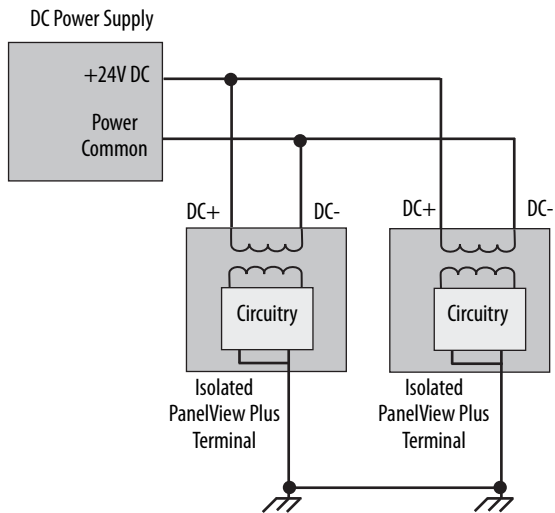 DC Power Supply
+24V DC
Power
Common
DC+
DC-
DC+
DC-
Circuitry
Circuitry
Isolated
PanelView Plus
Terminal
Isolated
PanelView Plus
Terminal